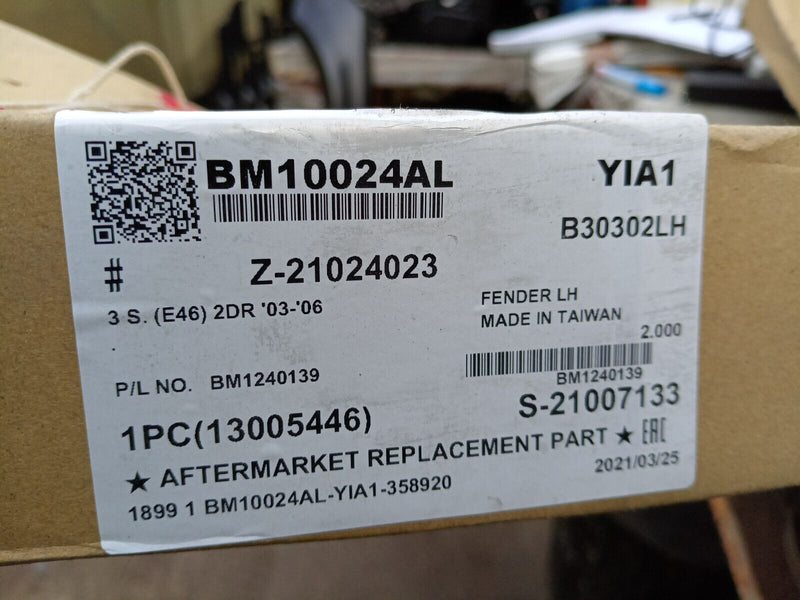 BM10024AL YIA1
B30302LH
# Z-21024023
3 S. (E46) 2DR '03-'06
FENDER LH
MADE IN TAIWAN
2.000
P/L NO. BM1240139
BM1240139
1PC(13005446) S-21007133
★ AFTERMARKET REPLACEMENT PART ★ EAC
1899 1 BM10024AL-YIA1-358920 2021/03/25